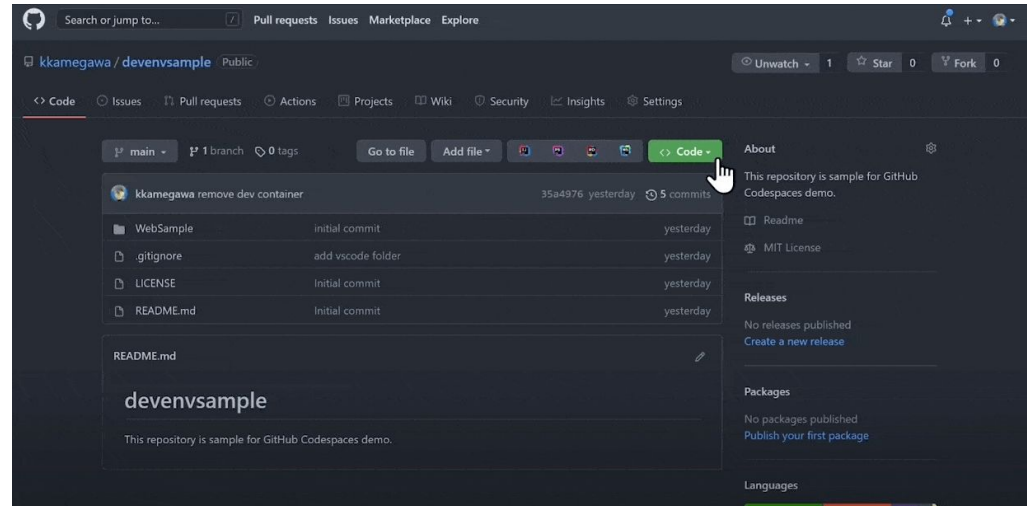 Search or jump to... /
Pull requests Issues Marketplace Explore
kkamegawa / devenvsample Public
Unwatch 1 Star 0 Fork 0
Code Issues Pull requests Actions Projects Wiki Security Insights Settings
main 1 branch 0 tags Go to file Add file Code
kkamegawa remove dev container 35a4976 yesterday 5 commits
WebSample initial commit yesterday
.gitignore add vscode folder yesterday
LICENSE Initial commit yesterday
README.md Initial commit yesterday
README.md
devenvsample
This repository is sample for GitHub Codespaces demo.
About
This repository is sample for GitHub
Codespaces demo.
Readme
MIT License
Releases
No releases published
Create a new release
Packages
No packages published
Publish your first package
Languages